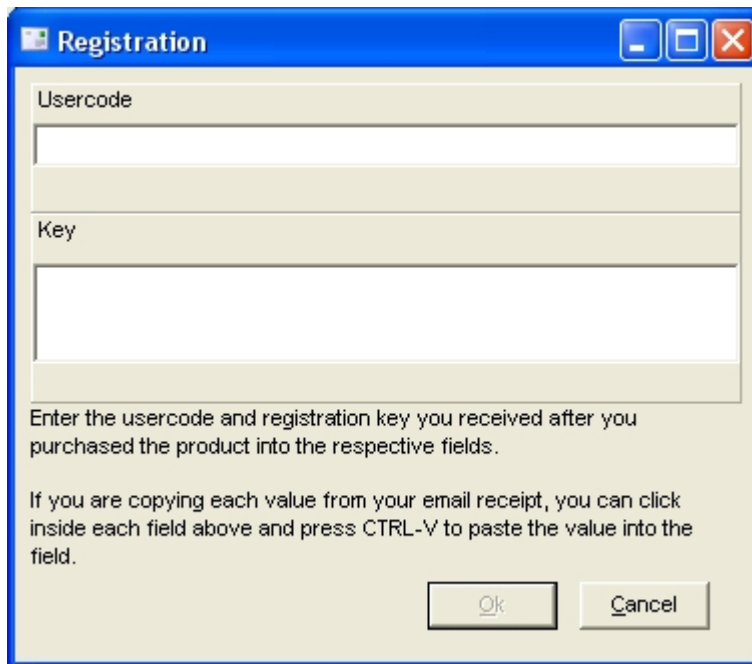 Registration
Usercode
Key
Enter the usercode and registration key you received after you
purchased the product into the respective fields.
If you are copying each value from your email receipt, you can click
inside each field above and press CTRL-V to paste the value into the
field.
Ok
Cancel